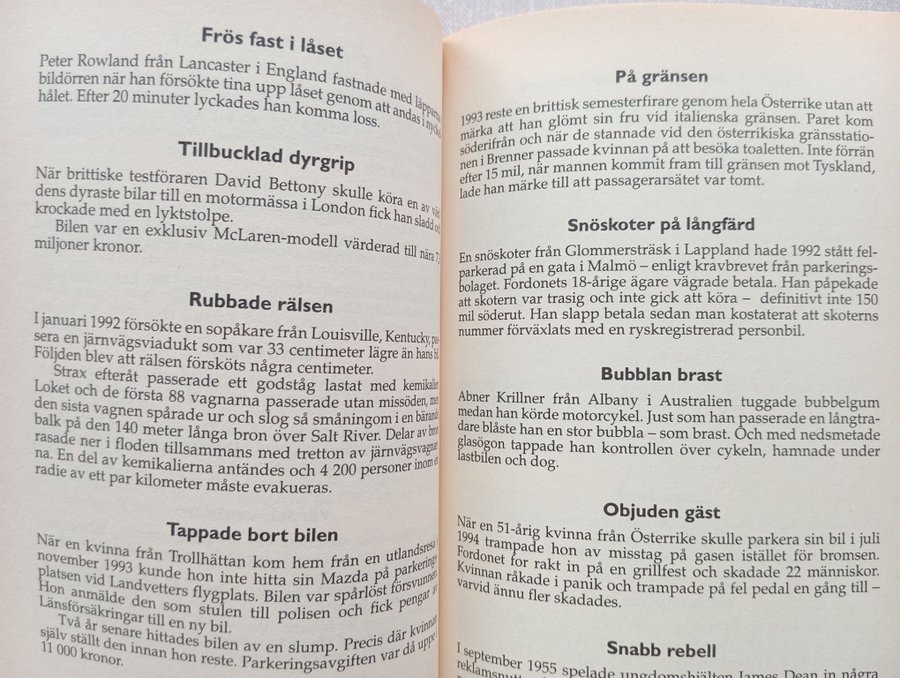 Frös fast i låset
Peter Rowland från Lancaster i England fastnade med läpparna
bildörren när han försökte tina upp låset genom att andas i nyckel
hålet. Efter 20 minuter lyckades han komma loss.
Tillbucklad dyrgrip
När brittiske testföraren David Bettony skulle köra en av värl
dens dyraste bilar till en motormässa i London fick han sladd oc
krockade med en lyktstolpe.
Bilen var en exklusiv McLaren-modell värderad till nära 7,5
miljoner kronor.
Rubbade rälsen
I januari 1992 försökte en sopåkare från Louisville, Kentucky, pas-
sera en järnvägsviadukt som var 33 centimeter lägre än hans bil
Följden blev att rälsen försköts några centimeter.
Strax efteråt passerade ett godståg lastat med kemikalier
Loket och de första 88 vagnarna passerade utan missöden, men
den sista vagnen spårade ur och slog så småningom i en bärande
balk på den 140 meter långa bron över Salt River. Delar av bron
rasade ner i floden tillsammans med tretton av järnvägsvagnar
na. En del av kemikalierna antändes och 4 200 personer inom en
radie av ett par kilometer måste evakueras.
Tappade bort bilen
När en kvinna från Trollhättan kom hem från en utlandsresa i
november 1993 kunde hon inte hitta sin Mazda på parkerings-
platsen vid Landvetters flygplats. Bilen var spårlöst försvunnen.
Hon anmälde den som stulen till polisen och fick pengar av
Länsförsäkringar till en ny bil.
Två år senare hittades bilen av en slump. Precis där kvinnan
själv ställt den innan hon reste. Parkeringsavgiften var då uppe i
11 000 kronor.
På gränsen
1993 reste en brittisk semesterfirare genom hela Österrike utan att
märka att han glömt sin fru vid italienska gränsen. Paret kom
söderifrån och när de stannade vid den österrikiska gränsstatio-
nen i Brenner passade kvinnan på att besöka toaletten. Inte förrän
efter 15 mil, när mannen kommit fram till gränsen mot Tyskland,
lade han märke till att passagerarsätet var tomt.
Snöskoter på långfärd
En snöskoter från Glommersträsk i Lappland hade 1992 stått fel-
parkerad på en gata i Malmö – enligt kravbrevet från parkerings-
bolaget. Fordonets 18-årige ägare vägrade betala. Han påpekade
att skotern var trasig och inte gick att köra – definitivt inte 150
mil söderut. Han slapp betala sedan man kostaterat att skoterns
nummer förväxlats med en ryskregistrerad personbil.
Bubblan brast
Abner Krillner från Albany i Australien tuggade bubbelgum
medan han körde motorcykel. Just som han passerade en långtra-
dare blåste han en stor bubbla – som brast. Och med nedsmetade
glasögon tappade han kontrollen över cykeln, hamnade under
lastbilen och dog.
Objuden gäst
När en 51-årig kvinna från Österrike skulle parkera sin bil i juli
1994 trampade hon av misstag på gasen istället för bromsen.
Fordonet for rakt in på en grillfest och skadade 22 människor.
Kvinnan råkade i panik och trampade på fel pedal en gång till –
varvid ännu fler skadades.
Snabb rebell
I september 1955 spelade ungdomshjälten James Dean in några